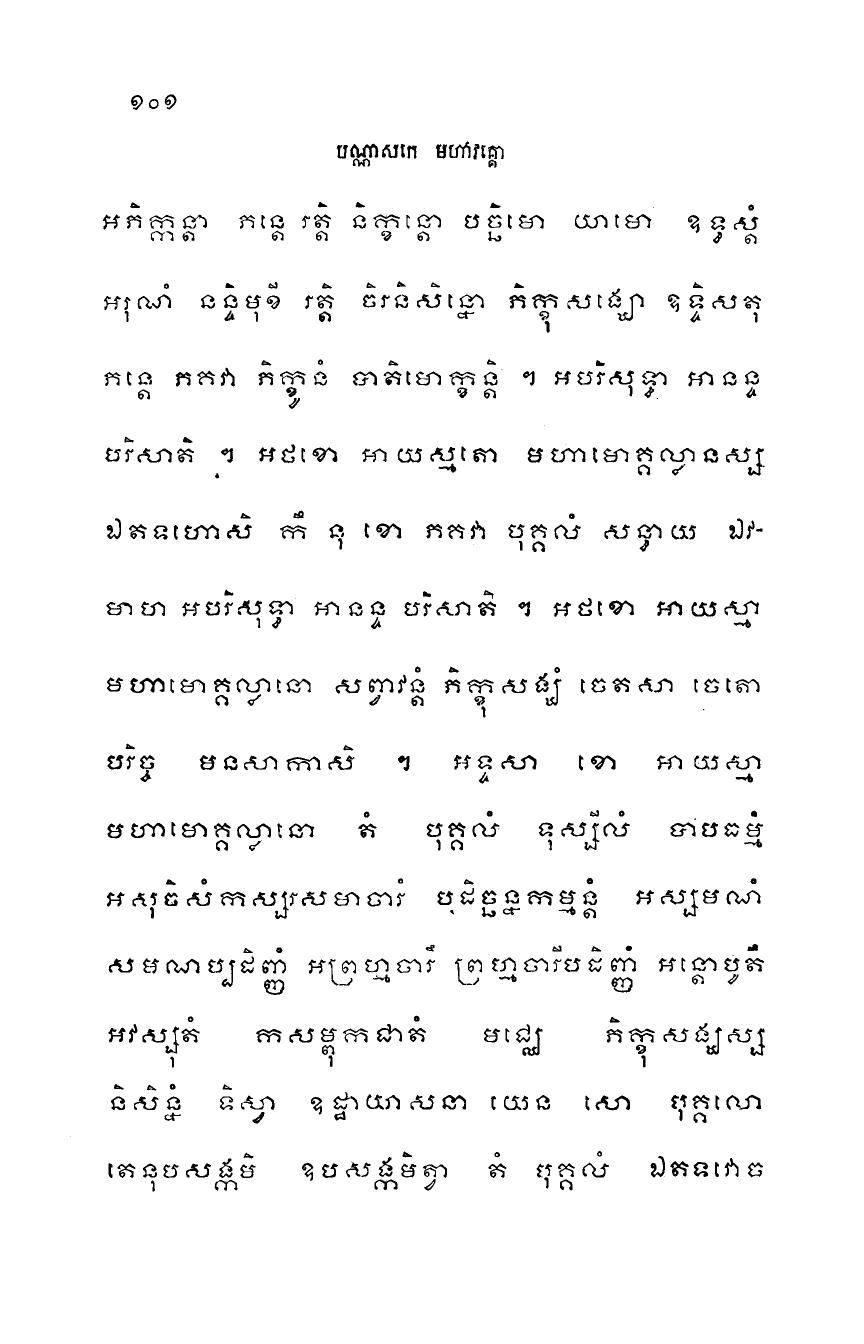 ១០១
បណ្ណាសកេ មហាវគ្គោ
អភិក្កន្តា ភន្តេ រត្តិ និក្ខន្តោ បច្ឆិមោ យាមោ ឧទ្ធស្តំ
អរុណំ នន្ទិមុខី រត្តិ ចិរនិសិន្នោ ភិក្ខុសង្ឃោ ឧទ្ទិសតុ
ភន្តេ ភគវា ភិក្ខូនំ បាតិមោក្ខន្តិ ។ អបរិសុទ្ធា អានន្ទ
បរិសាតិ ។ អថខោ អាយស្មតោ មហាមោគ្គល្លានស្ស
ឯតទហោសិ កឹ នុ ខោ ភគវា បុគ្គលំ សន្ធាយ ឯវ-
មាហ អបរិសុទ្ធា អានន្ទ បរិសាតិ ។ អថខោ អាយស្មា
មហាមោគ្គល្លានោ សព្វាវន្តំ ភិក្ខុសង្ឃំ ចេតសា ចេតោ
បរិច្ច មនសាកាសិ ។ អទ្ទសា ខោ អាយស្មា
មហាមោគ្គល្លានោ តំ បុគ្គលំ ទុស្សីលំ បាបធម្មំ
អសុចិសំកស្សរសមាចារំ បដិច្ឆន្នកម្មន្តំ អស្សមណំ
សមណប្បដិញ្ញំ អព្រហ្មចារឹ ព្រហ្មចារីបដិញ្ញំ អន្តោបូតឹ
អវស្សុតំ កសម្ពុកជាតំ មជ្ឈេ ភិក្ខុសង្ឃស្ស
និសិន្នំ ទិស្វា ឧដ្ឋាយាសនា យេន សោ បុគ្គលោ
តេនុបសង្កមិ ឧបសង្កមិត្វា តំ បុគ្គលំ ឯតទវោច